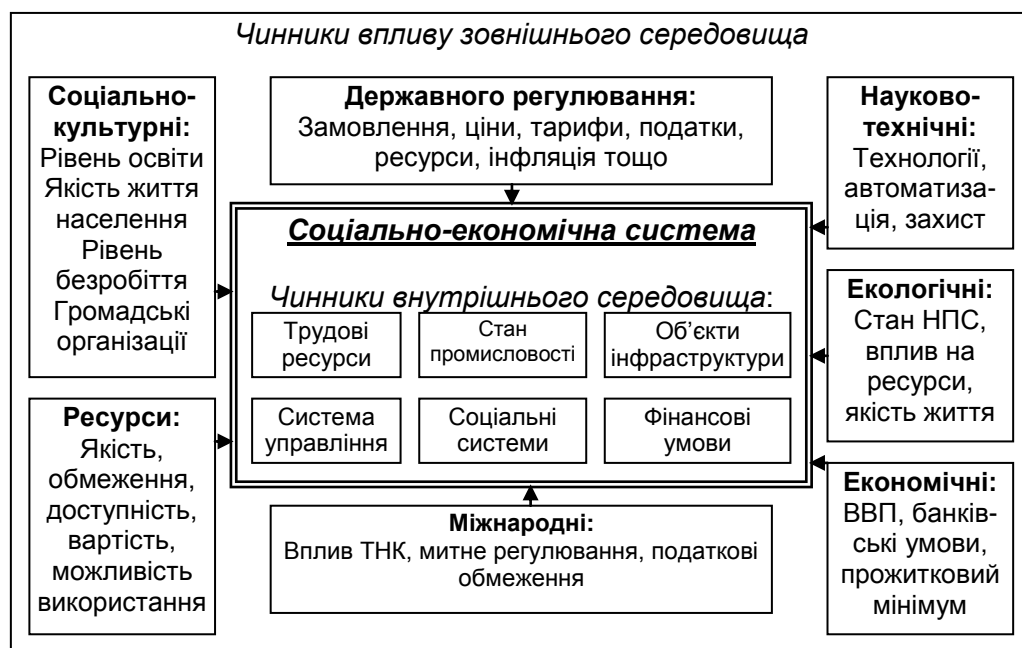 Чинники впливу зовнішнього середовища
Соціально-
культурні:
Рівень освіти
Якість життя
населення
Рівень
безробіття
Громадські
організації
Державного регулювання:
Замовлення, ціни, тарифи, податки,
ресурси, інфляція тощо
Науково-
технічні:
Технології,
автоматиза-
ція, захист
Соціально-економічна система
Чинники внутрішнього середовища:
Трудові
ресурси
Стан
промисловості
Об’єкти
інфраструктури
Система
управління
Соціальні
системи
Фінансові
умови
Екологічні:
Стан НПС,
вплив на
ресурси,
якість життя
Ресурси:
Якість,
обмеження,
доступність,
вартість,
можливість
використання
Міжнародні:
Вплив ТНК, митне регулювання, податкові
обмеження
Економічні:
ВВП, банків-
ські умови,
прожитковий
мінімум